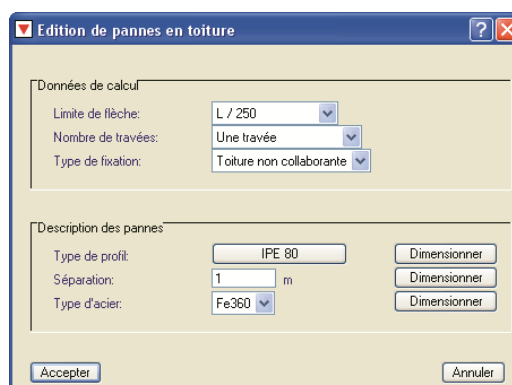 Edition de pannes en toiture
Données de calcul
Limite de flèche: L / 250
Nombre de travées: Une travée
Type de fixation: Toiture non collaborante
Description des pannes
Type de profil: IPE 80 Dimensionner
Séparation: 1 m Dimensionner
Type d'acier: Fe360 Dimensionner
Accepter Annuler